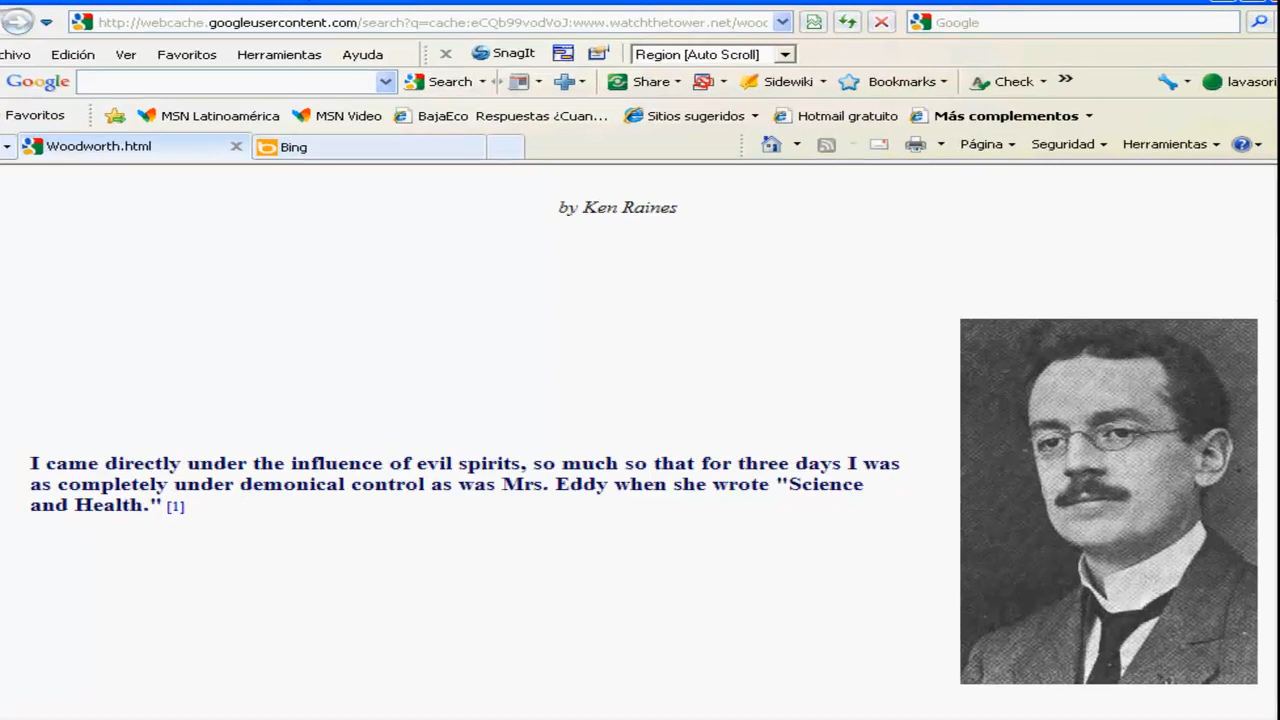 http://webcache.googleusercontent.com/search?q=cache:eCQb99vodVoJ:www.watchthetower.net/wooc
Google
chivo Edición Ver Favoritos Herramientas Ayuda SnagIt Region [Auto Scroll]
Google Search Share Sidewiki Bookmarks Check lavasori
Favoritos MSN Latinoamérica MSN Video BajaEco Respuestas ¿Cuan... Sitios sugeridos Hotmail gratuito Más complementos
Woodworth.html Bing Página Seguridad Herramientas
by Ken Raines
I came directly under the influence of evil spirits, so much so that for three days I was
as completely under demonical control as was Mrs. Eddy when she wrote "Science
and Health." [1]